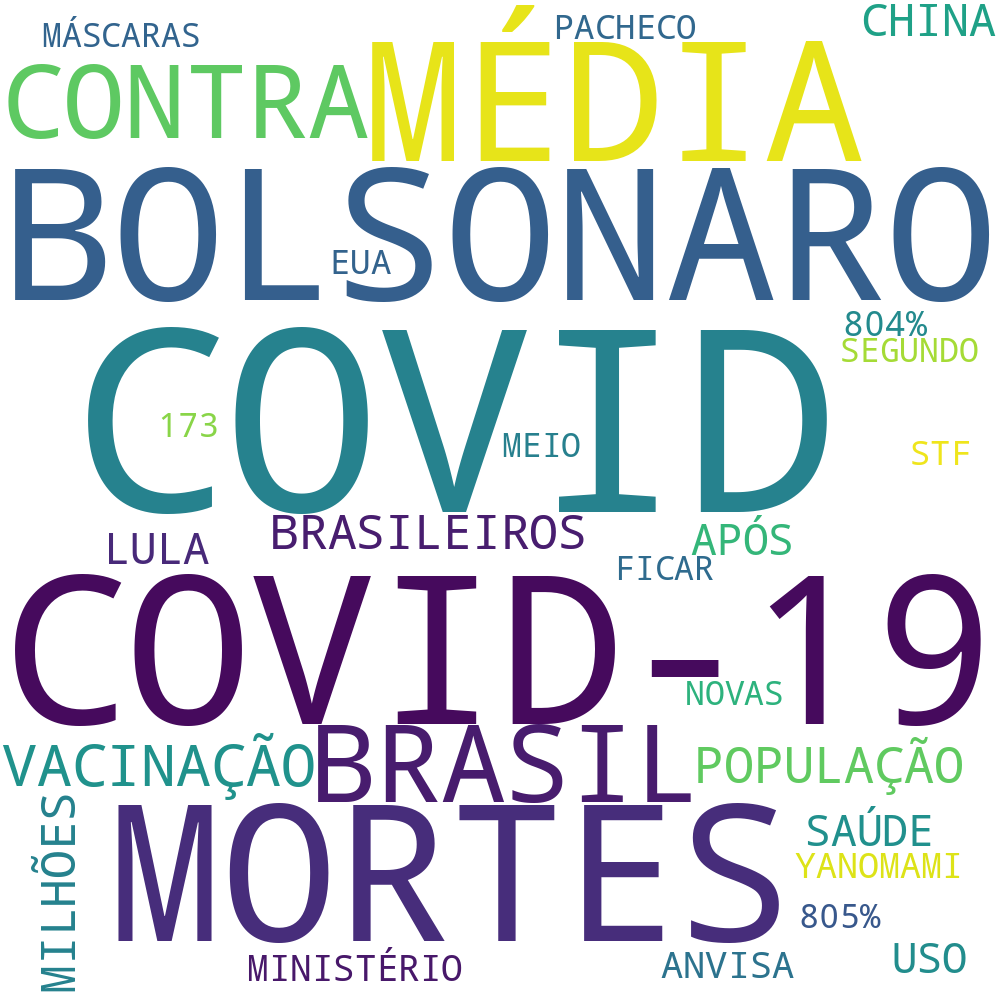 MÁSCARAS
PACHECO
CHINA
CONTRA
MÉDIA
BOLSONARO
EUA
804%
SEGUNDO
COVID
173
MEIO
STF
BRASILEIROS
APÓS
LULA
FICAR
COVID-19
NOVAS
VACINAÇÃO
BRASIL
POPULAÇÃO
MILHÕES
MORTES
SAÚDE
YANOMAMI
805%
MINISTÉRIO
ANVISA
USO